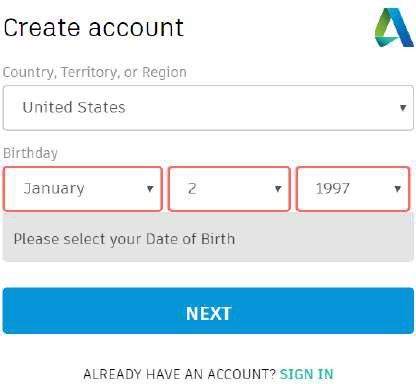 Create account
Country, Territory, or Region
United States
Birthday
January 2 1997
Please select your Date of Birth
NEXT
ALREADY HAVE AN ACCOUNT? SIGN IN